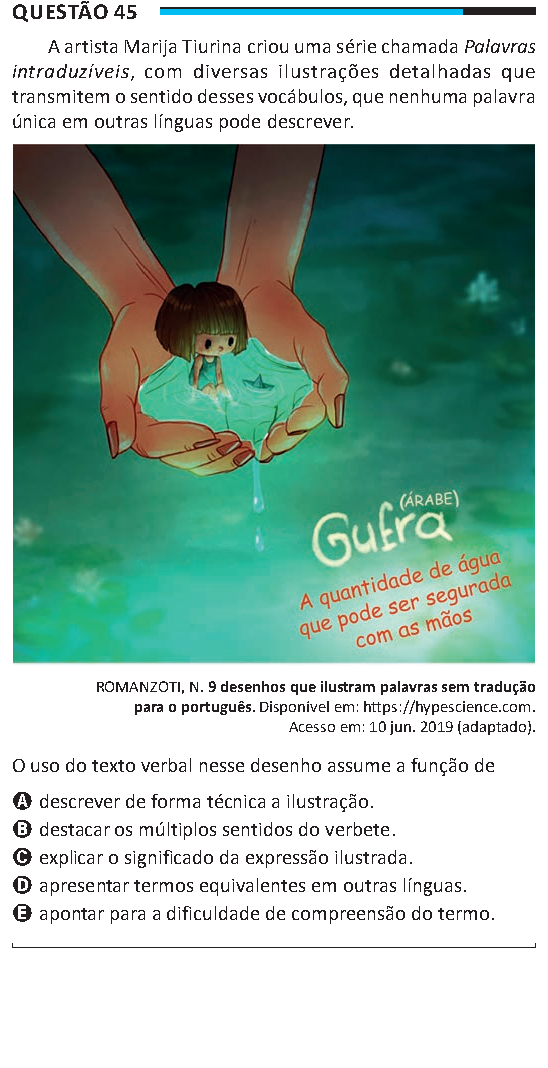 QUESTÃO 45
A artista Marija Tiurina criou uma série chamada Palavras
intraduzíveis, com diversas ilustrações detalhadas que
transmitem o sentido desses vocábulos, que nenhuma palavra
única em outras línguas pode descrever.
(ÁRABE)
Gufra
A quantidade de água
que pode ser segurada
com as mãos
ROMANZOTI, N. 9 desenhos que ilustram palavras sem tradução
para o português. Disponível em: https://hypescience.com.
Acesso em: 10 jun. 2019 (adaptado).
O uso do texto verbal nesse desenho assume a função de
A descrever de forma técnica a ilustração.
B destacar os múltiplos sentidos do verbete.
C explicar o significado da expressão ilustrada.
D apresentar termos equivalentes em outras línguas.
E apontar para a dificuldade de compreensão do termo.